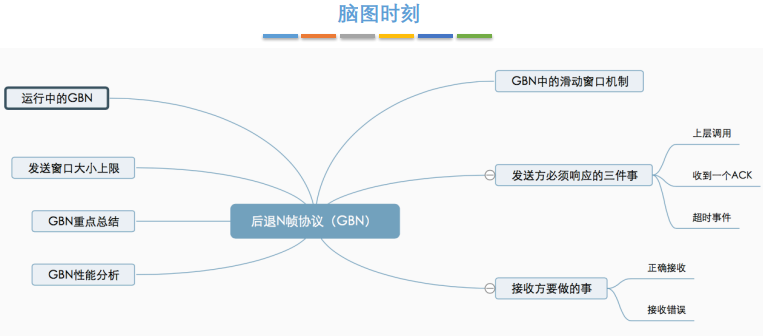 脑图时刻
运行中的GBN
发送窗口大小上限
GBN重点总结
GBN性能分析
后退N帧协议（GBN）
GBN中的滑动窗口机制
发送方必须响应的三件事
上层调用
收到一个ACK
超时事件
接收方要做的事
正确接收
接收错误